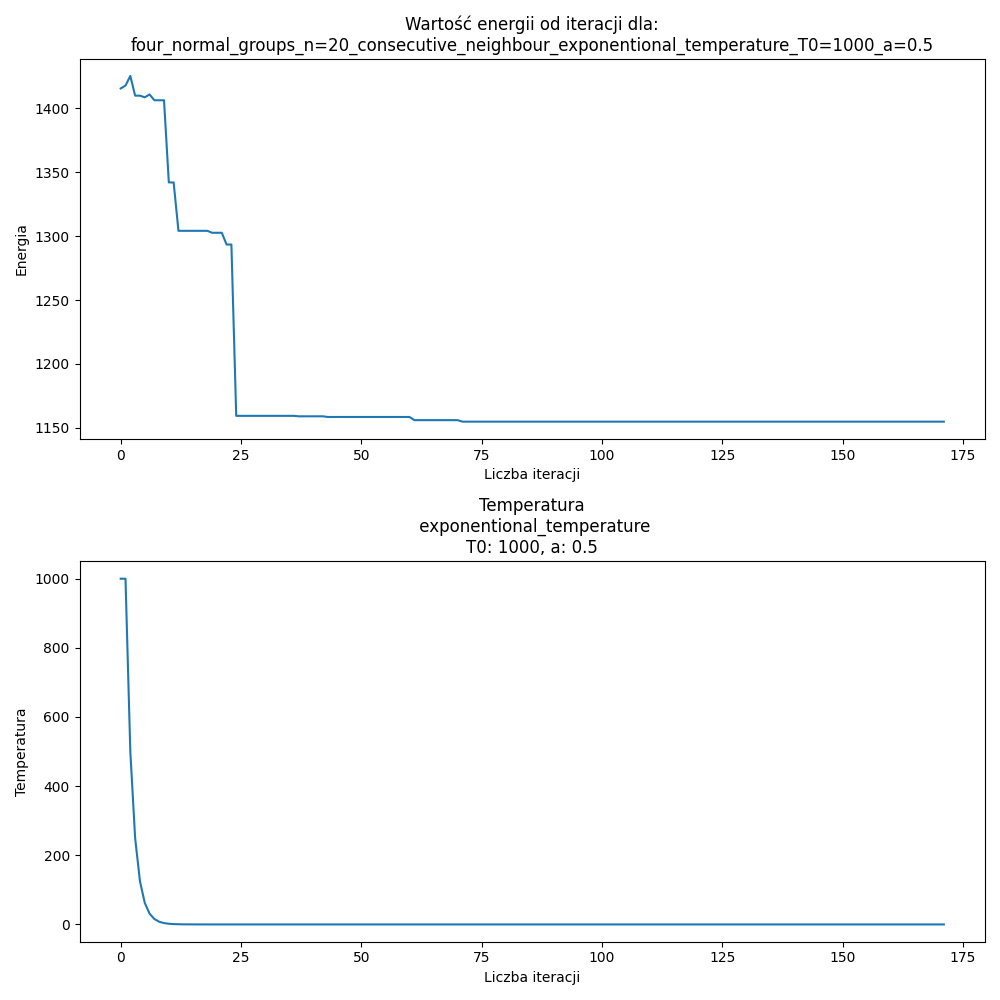 Wartość energii od iteracji dla:
four_normal_groups_n=20_consecutive_neighbour_exponentional_temperature_T0=1000_a=0.5
1400
1350
1300
1250
1200
1150
Energia
0 25 50 75 100 125 150 175
Liczba iteracji
Temperatura
exponentional_temperature
T0: 1000, a: 0.5
1000
800
600
400
200
0
Temperatura
0 25 50 75 100 125 150 175
Liczba iteracji